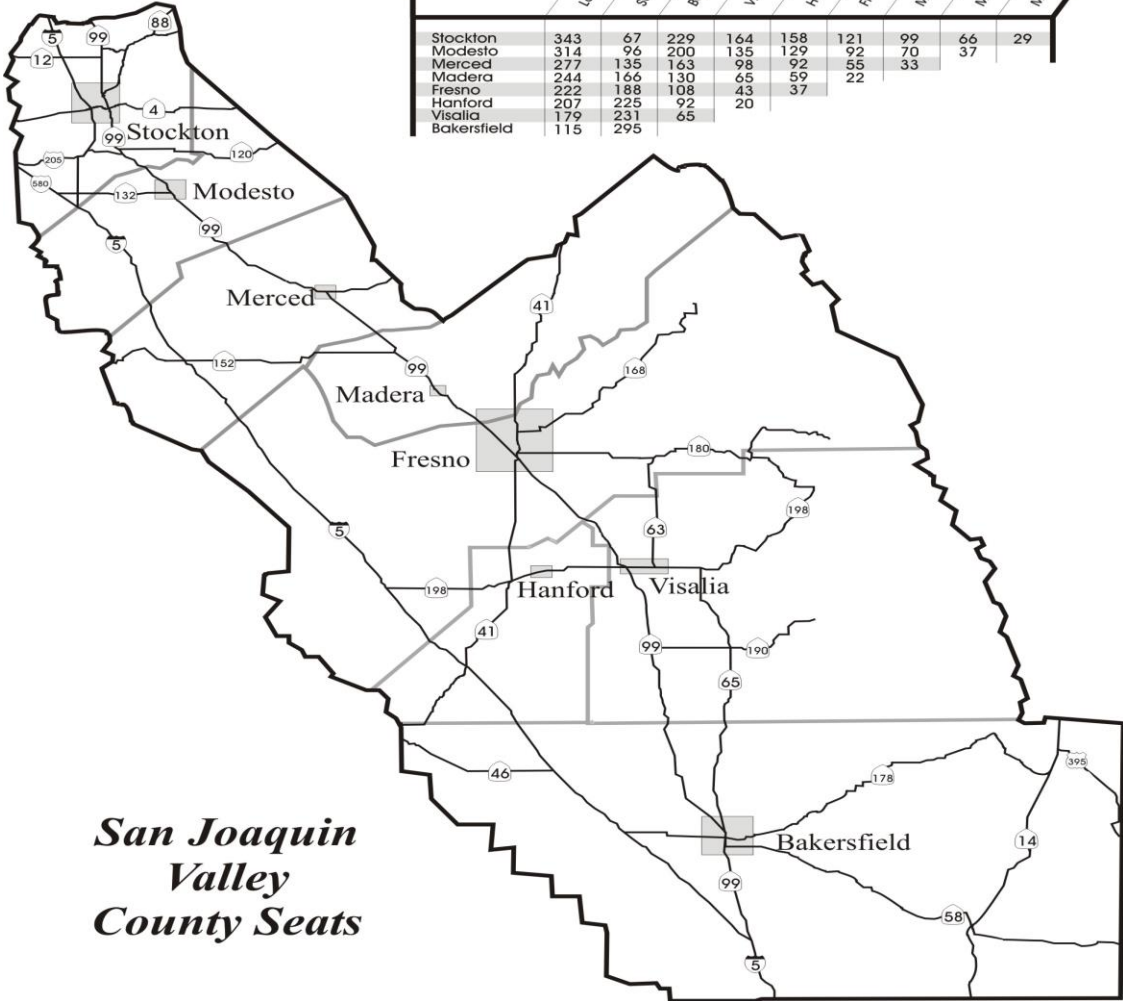 Stockton 343 67 229 164 158 121 99 66 29
Modesto 314 96 200 135 129 92 70 37
Merced 277 135 163 98 92 55 33
Madera 244 166 130 65 59 22
Fresno 222 188 108 43 37
Hanford 207 225 92 20
Visalia 179 231 65
Bakersfield 115 295
5
99
88
12
4
Stockton
99
120
205
580
132
Modesto
99
5
Merced
41
152
99
168
Madera
Fresno
180
198
5
63
198
Hanford
Visalia
41
99
190
65
46
178
395
San Joaquin
Valley
County Seats
Bakersfield
14
99
58
5